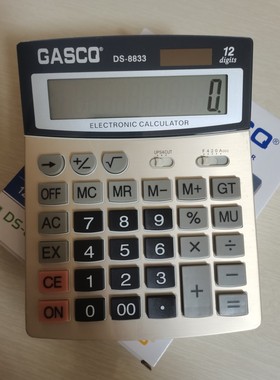 GASCO
DS-8833
12
digits
0.
ELECTRONIC CALCULATOR
→ +/- √
OFF MC MR M- M+ GT
AC 7 8 9 % MU
EX 4 5 6 × ÷
CE 1 2 3 + -
ON 0 00 . =